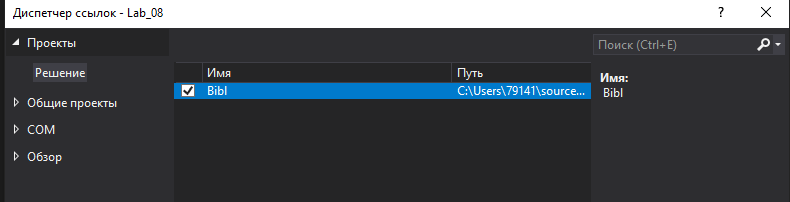 Диспетчер ссылок - Lab_08
? ×
Проекты
Поиск (Ctrl+E)
Решение
Имя
Путь
Имя:
Bibl
C:\Users\79141\source...
Bibl
Общие проекты
COM
Обзор